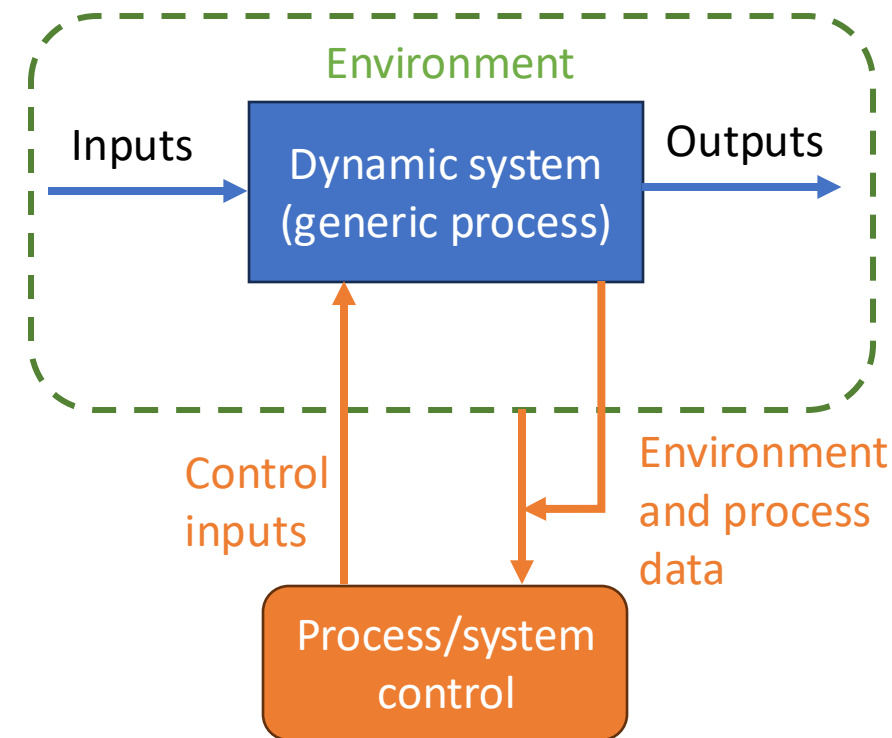 Environment
Inputs
Outputs
Dynamic system
(generic process)
Control
inputs
Environment
and process
data
Process/system
control